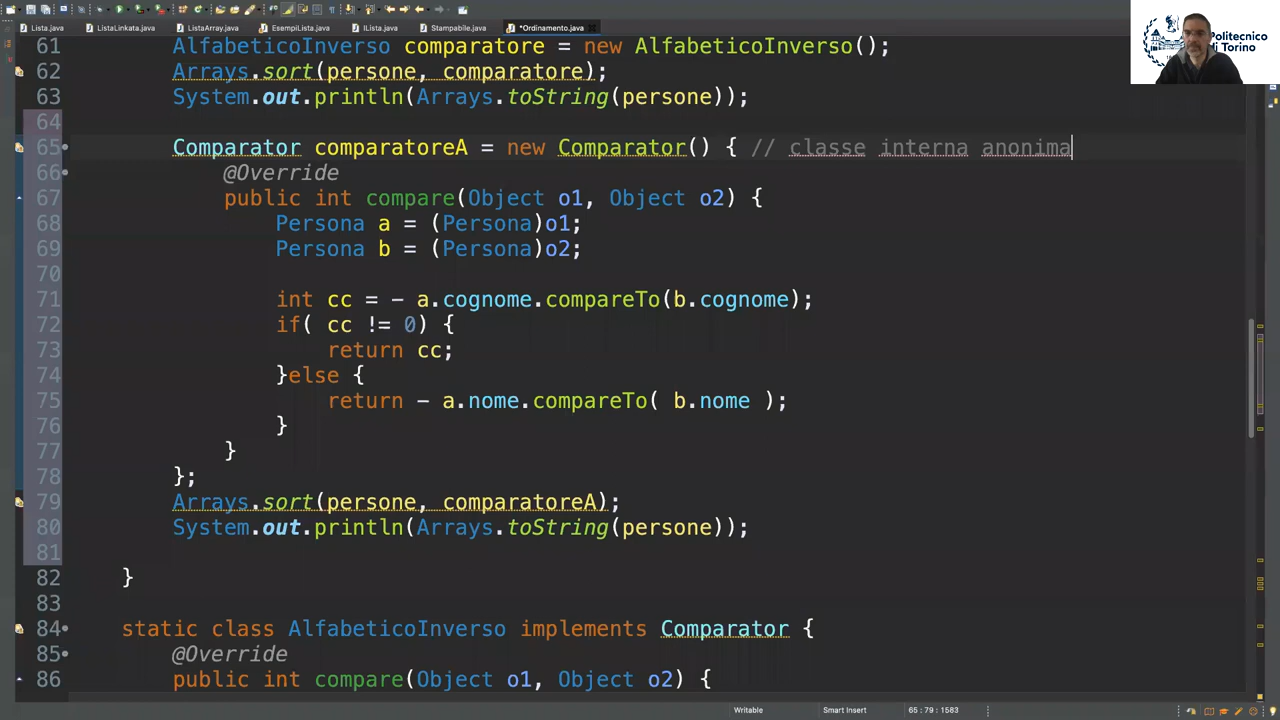 Lista.java ListaLinkata.java ListaArray.java EsempiLista.java IListaa.java Stampabile.java *Ordinamento.java
Politecnico
di Torino
61 AlfabeticoInverso comparatore = new AlfabeticoInverso();
62 Arrays.sort(persone, comparatore);
63 System.out.println(Arrays.toString(persone));
64
65 Comparator comparatoreA = new Comparator() { // classe interna anonima
66 @Override
67 public int compare(Object o1, Object o2) {
68 Persona a = (Persona)o1;
69 Persona b = (Persona)o2;
70
71 int cc = - a.cognome.compareTo(b.cognome);
72 if( cc != 0) {
73 return cc;
74 }else {
75 return - a.nome.compareTo( b.nome );
76 }
77 }
78 };
79 Arrays.sort(persone, comparatoreA);
80 System.out.println(Arrays.toString(persone));
81
82 }
83
84 static class AlfabeticoInverso implements Comparator {
85 @Override
86 public int compare(Object o1, Object o2) {
Writable Smart Insert 65 : 79 : 1583